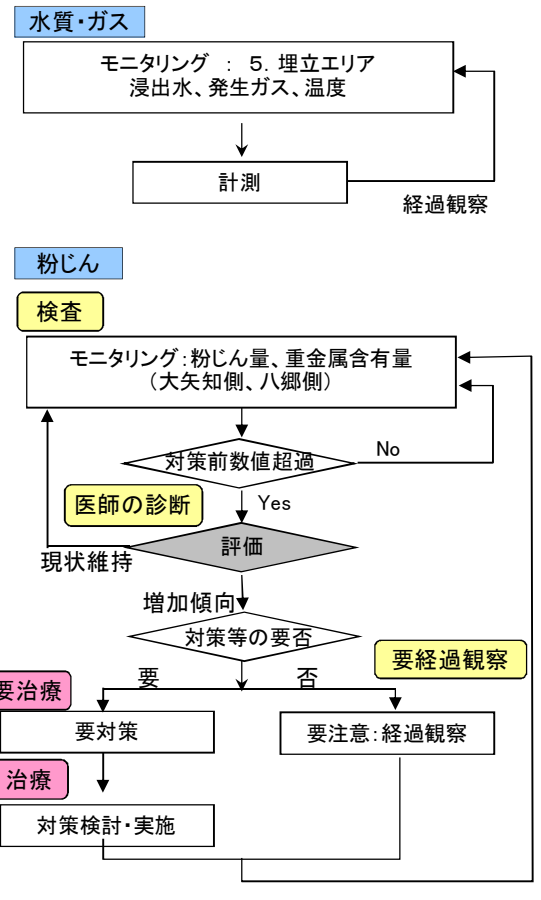 水質・ガス
モニタリング ： ５．埋立エリア
浸出水、発生ガス、温度
計測
経過観察
粉じん
検査
モニタリング：粉じん量、重金属含有量
（大矢知側、八郷側）
対策前数値超過
No
医師の診断
Yes
評価
現状維持
増加傾向
対策等の要否
要経過観察
要
否
要治療
要対策
要注意：経過観察
治療
対策検討・実施